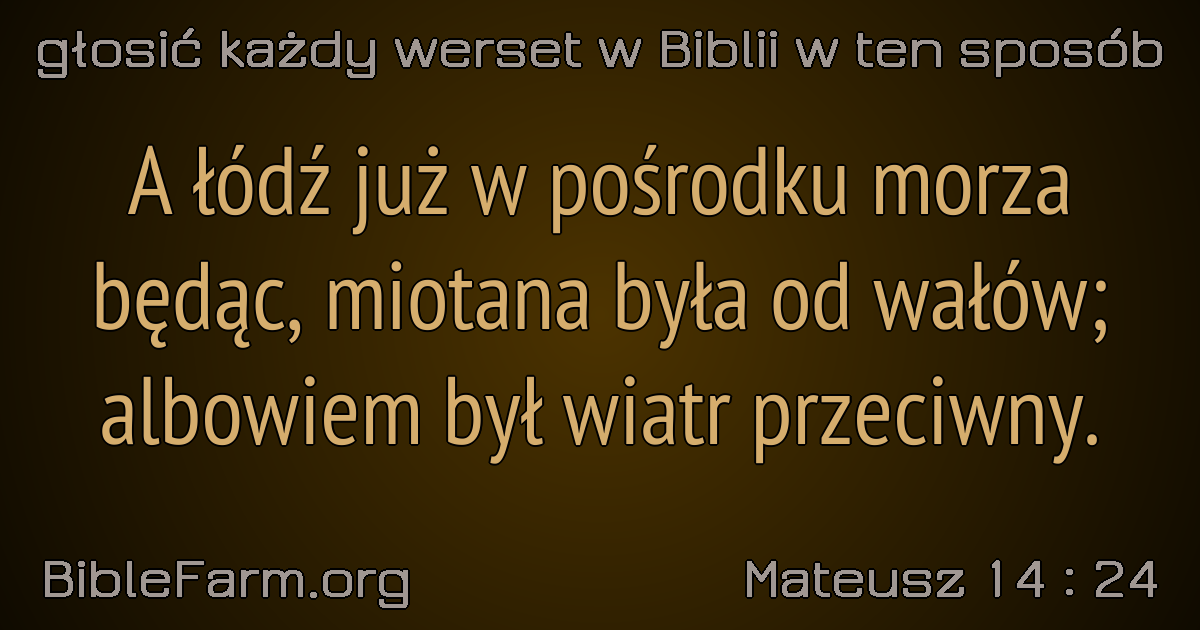 głosić każdy werset w Biblii w ten sposób
A łódź już w pośrodku morza
będąc, miotana była od wałów;
albowiem był wiatr przeciwny.
BibleFarm.org
Mateusz 14 : 24